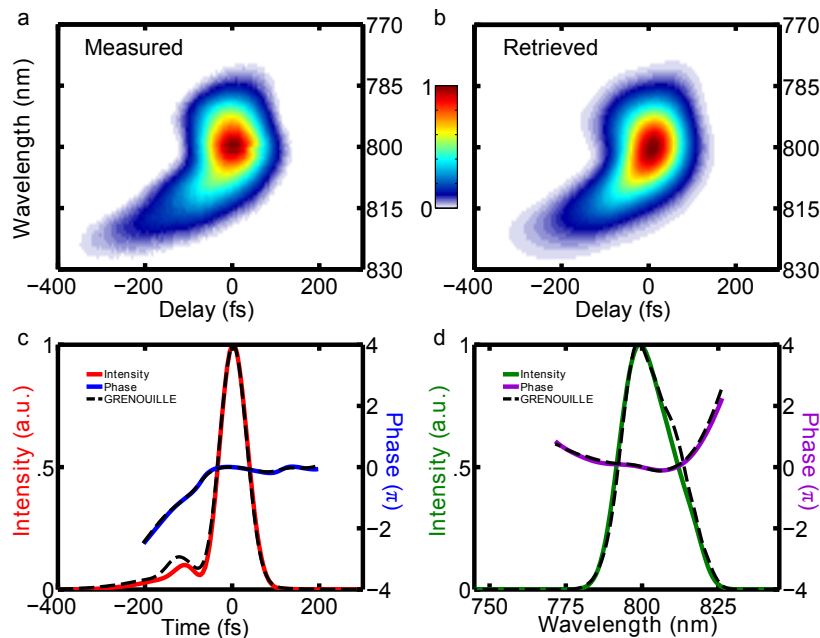 a
Measured
b
Retrieved
Wavelength (nm)
770
785
800
815
830
1
0
770
785
800
815
830
−400
−200
0
200
Delay (fs)
−400
−200
0
200
Delay (fs)
c
Intensity
Phase
GRENOUILLE
Intensity (a.u.)
1
.5
0
4
2
0
−2
−4
Phase (π)
−400
−200
0
200
Time (fs)
d
Intensity
Phase
GRENOUILLE
Intensity (a.u.)
1
.5
0
4
2
0
−2
−4
Phase (π)
750
775
800
825
Wavelength (nm)